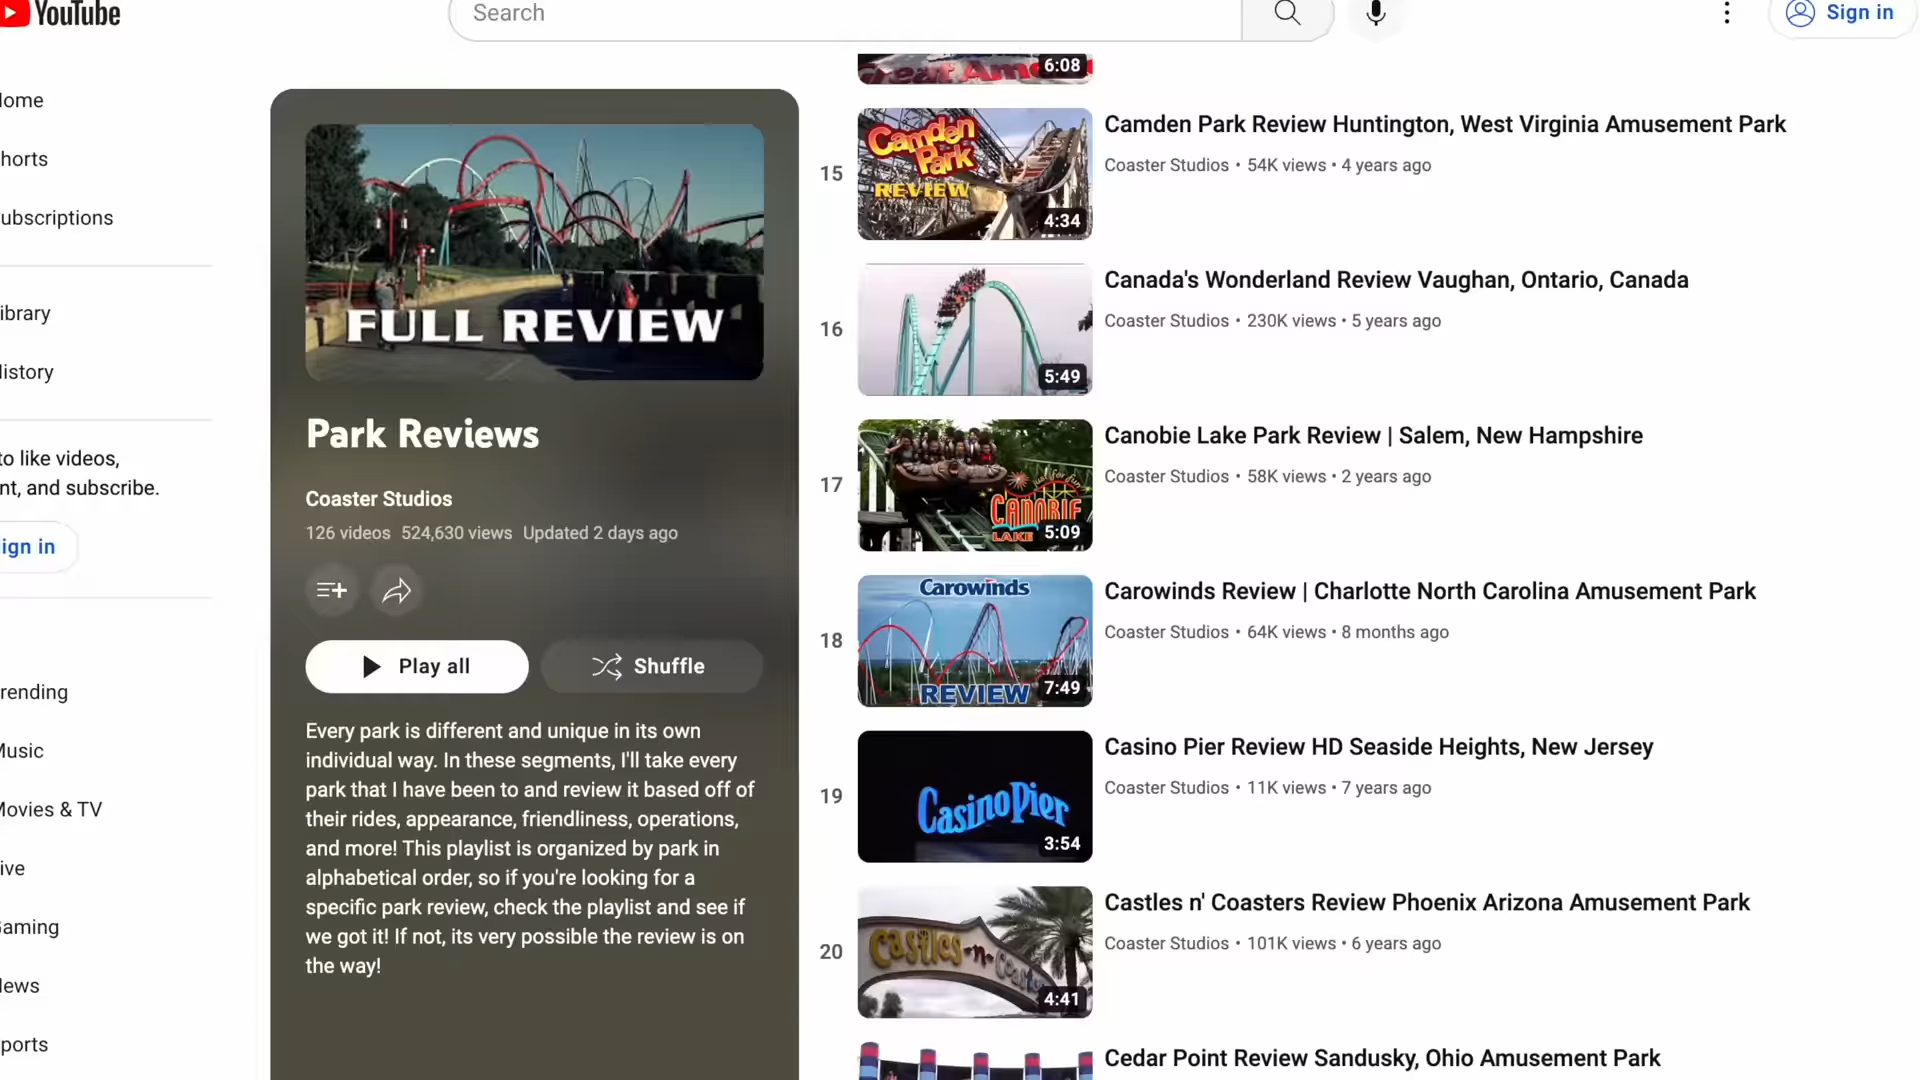 YouTube
Search
Sign in
ome
horts
ubscriptions
ibrary
istory
to like videos,
nt, and subscribe.
ign in
rending
Music
Movies & TV
ive
aming
ews
ports
FULL REVIEW
Park Reviews
Coaster Studios
126 videos 524,630 views Updated 2 days ago
Play all
Shuffle
Every park is different and unique in its own
individual way. In these segments, I'll take every
park that I have been to and review it based off of
their rides, appearance, friendliness, operations,
and more! This playlist is organized by park in
alphabetical order, so if you're looking for a
specific park review, check the playlist and see if
we got it! If not, its very possible the review is on
the way!
Great Ame
6:08
15
Camden
Park
REVIEW
4:34
Camden Park Review Huntington, West Virginia Amusement Park
Coaster Studios • 54K views • 4 years ago
16
5:49
Canada's Wonderland Review Vaughan, Ontario, Canada
Coaster Studios • 230K views • 5 years ago
17
just for fun
CANOBIE
LAKE
5:09
Canobie Lake Park Review | Salem, New Hampshire
Coaster Studios • 58K views • 2 years ago
18
Carowinds
REVIEW
7:49
Carowinds Review | Charlotte North Carolina Amusement Park
Coaster Studios • 64K views • 8 months ago
19
Casino Pier
3:54
Casino Pier Review HD Seaside Heights, New Jersey
Coaster Studios • 11K views • 7 years ago
20
Castles -n- Coaste
4:41
Castles n' Coasters Review Phoenix Arizona Amusement Park
Coaster Studios • 101K views • 6 years ago
Cedar Point Review Sandusky, Ohio Amusement Park